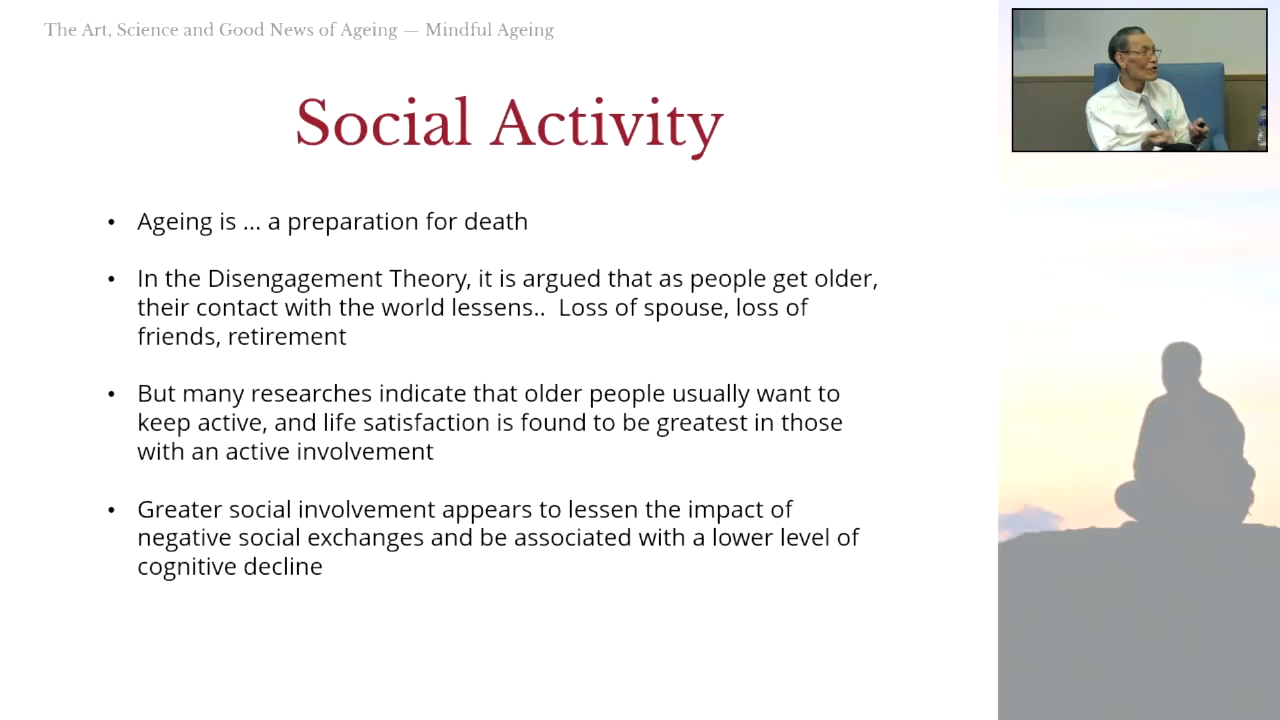 The Art, Science and Good News of Ageing — Mindful Ageing
Social Activity
• Ageing is ... a preparation for death
• In the Disengagement Theory, it is argued that as people get older,
their contact with the world lessens..  Loss of spouse, loss of
friends, retirement
• But many researches indicate that older people usually want to
keep active, and life satisfaction is found to be greatest in those
with an active involvement
• Greater social involvement appears to lessen the impact of
negative social exchanges and be associated with a lower level of
cognitive decline